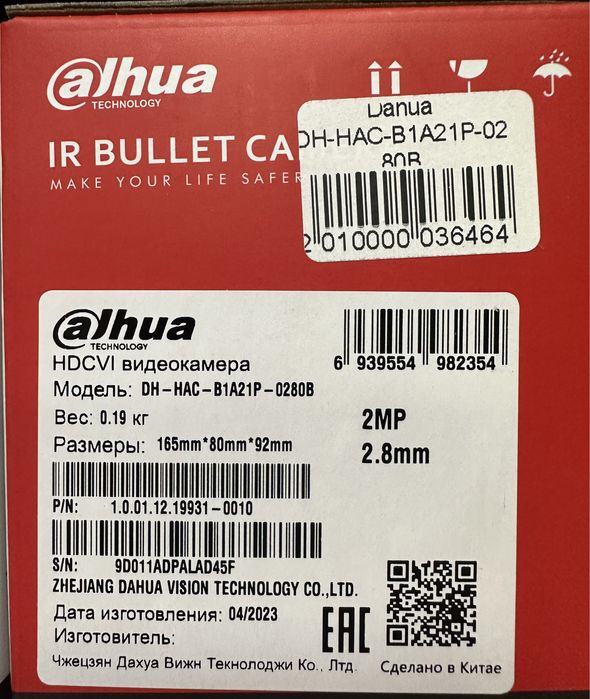 alhua
TECHNOLOGY
IR BULLET CA
MAKE YOUR LIFE SAFER
Dahua
DH-HAC-B1A21P-02
80B
2 010000 036464
alhua
TECHNOLOGY
HDCVI видеокамера
6 939554 982354
Модель: DH-HAC-B1A21P-0280B
Вес: 0.19 кг
2MP
Размеры: 165mm*80mm*92mm
2.8mm
P/N: 1.0.01.12.19931-0010
S/N: 9D011ADPALAD45F
ZHEJIANG DAHUA VISION TECHNOLOGY CO.,LTD.
Дата изготовления: 04/2023
Изготовитель:
EAC
Чжецзян Дахуа Вижн Текнолоджи Ко., Лтд.
Сделано в Китае